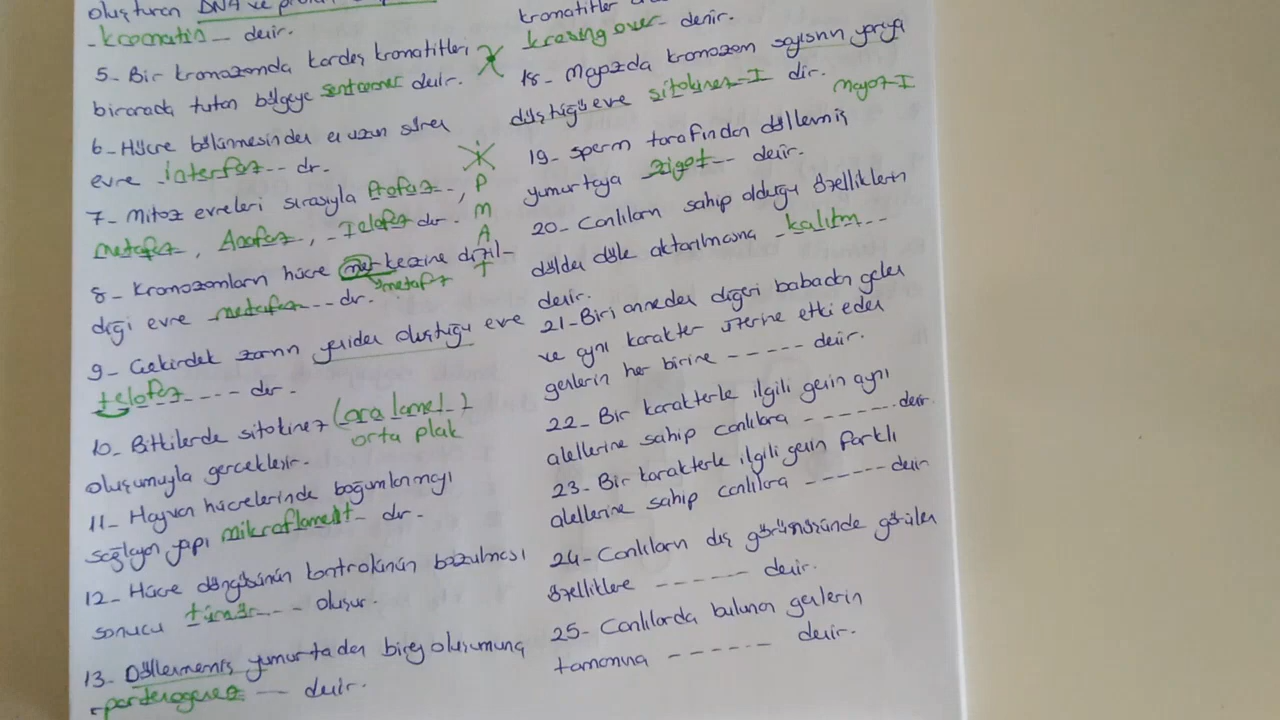 oluşturan DNA ve
- kromatin - denir.
5- Bir kromozomda kardeş kromatitleri
birarada tutan bölgeye sentromer denir.
6- Hücre bölünmesinden en uzun süren
evre interfaz -- dır.
7- Mitoz evreleri sırasıyla Profaz --,
metafaz, Anafaz, - Telofaz dır.
P
M
A
T
8- Kromozomların hücre merkezine dizil-
metafaz
diği evre metafaz --- dır.
9- Çekirdek zarının yeniden oluştuğu evre
telofaz ---- dır.
10- Bitkilerde sitokinez (ara lamel)
orta plak
oluşumuyla gerçekleşir.
11- Hayvan hücrelerinde boğumlanmayı
sağlayan yapı mikroflament - dır.
12- Hücre döngüsünün kontrolünün bozulması
sonucu tümör --- oluşur.
13- Döllenmemiş yumurtadan birey oluşumuna
partenogenez -- denir.
kromatitler
krosing over - denir.
18- Mayozda kromozom sayısının yarıya
düştüğü evre sitokinez-I dir.
mayoz-I
19- sperm tarafından döllenmiş
yumurtaya zigot -- denir.
20- Canlıların sahip olduğu özelliklerin
dölden döle aktarılmasına - kalıtım --
denir.
21- Biri anneden diğeri babadan gelen
ve aynı karakter üzerine etki eden
genlerin her birine ----- denir.
22- Bir karakterle ilgili genin aynı
alellerine sahip canlılara ------- denir.
23- Bir karakterle ilgili genin farklı
alellerine sahip canlılara ------ denir
24- Canlıların dış görünüşünde görülen
özelliklere ------ denir.
25- Canlılarda bulunan genlerin
tamamına ------ denir.